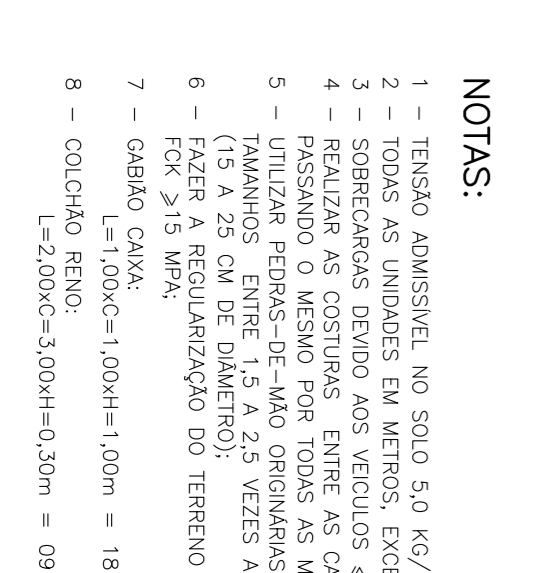 NOTAS:
1 - TENSÃO ADMISSÍVEL NO SOLO 5,0 KG/
2 - TODAS AS UNIDADES EM METROS, EXCE
3 - SOBRECARGAS DEVIDO AOS VEICULOS ≤
4 - REALIZAR AS COSTURAS ENTRE AS CA
PASSANDO O MESMO POR TODAS AS M
5 - UTILIZAR PEDRAS-DE-MÃO ORIGINÁRIAS
TAMANHOS ENTRE 1,5 A 2,5 VEZES A
(15 A 25 CM DE DIÂMETRO);
6 - FAZER A REGULARIZAÇÃO DO TERRENO
FCK ⩾15 MPA;
7 - GABIÃO CAIXA:
L=1,00xC=1,00xH=1,00m = 18
8 - COLCHÃO RENO:
L=2,00xC=3,00xH=0,30m = 09